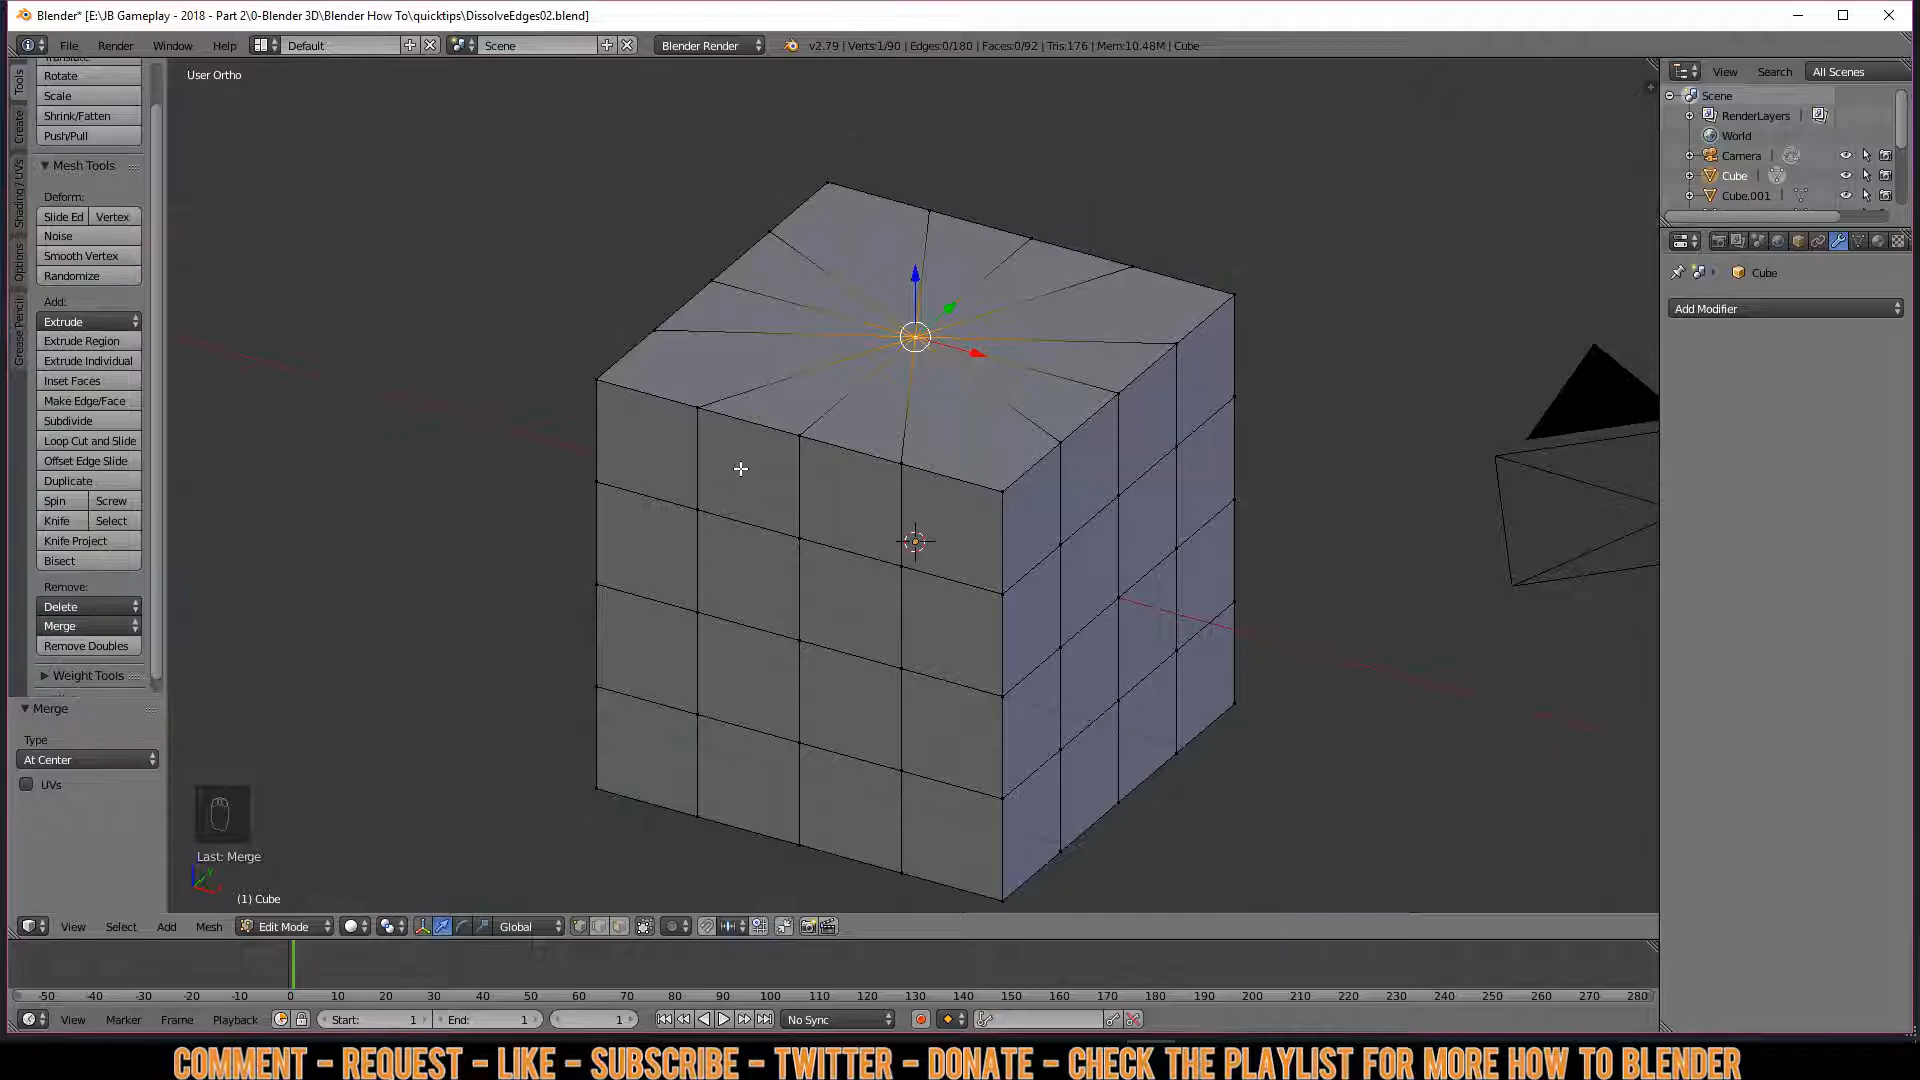 Blender* [E:\JB Gameplay - 2018 - Part 2\0-Blender 3D\Blender How To\quicktips\DissolveEdges02.blend]
File Render Window Help Default Scene Blender Render v2.79 | Verts:1/90 | Edges:0/180 | Faces:0/92 | Tris:176 | Mem:10.48M | Cube
User Ortho
Tools
Create
Shading / UVs
Options
Grease Pencil
Translate
Rotate
Scale
Shrink/Fatten
Push/Pull
Mesh Tools
Deform:
Slide Ed Vertex
Noise
Smooth Vertex
Randomize
Add:
Extrude
Extrude Region
Extrude Individual
Inset Faces
Make Edge/Face
Subdivide
Loop Cut and Slide
Offset Edge Slide
Duplicate
Spin Screw
Knife Select
Knife Project
Bisect
Remove:
Delete
Merge
Remove Doubles
Weight Tools
Merge
Type
At Center
UVs
Last: Merge
(1) Cube
View Search All Scenes
Scene
RenderLayers
World
Camera
Cube
Cube.001
Cube
Add Modifier
View Select Add Mesh Edit Mode Global
-50 -40 -30 -20 -10 0 10 20 30 40 50 60 70 80 90 100 110 120 130 140 150 160 170 180 190 200 210 220 230 240 250 260 270 280
View Marker Frame Playback Start: 1 End: 1 1 No Sync
COMMENT - REQUEST - LIKE - SUBSCRIBE - TWITTER - DONATE - CHECK THE PLAYLIST FOR MORE HOW TO BLENDER